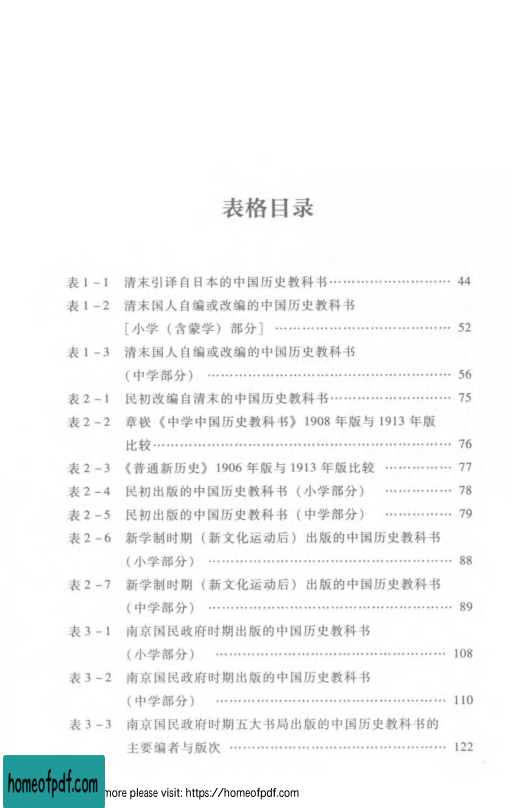 表格目录
表 1－1 清末引译自日本的中国历史教科书……………………… 44
表 1－2 清末国人自编或改编的中国历史教科书
［小学（含蒙学）部分］ ……………………………… 52
表 1－3 清末国人自编或改编的中国历史教科书
（中学部分） ………………………………………… 56
表 2－1 民初改编自清末的中国历史教科书……………………… 75
表 2－2 章嵚《中学中国历史教科书》1908 年版与 1913 年版
比较…………………………………………………… 76
表 2－3 《普通新历史》1906 年版与 1913 年版比较 …………… 77
表 2－4 民初出版的中国历史教科书（小学部分） …………… 78
表 2－5 民初出版的中国历史教科书（中学部分） …………… 79
表 2－6 新学制时期（新文化运动后）出版的中国历史教科书
（小学部分） ………………………………………… 88
表 2－7 新学制时期（新文化运动后）出版的中国历史教科书
（中学部分） ………………………………………… 89
表 3－1 南京国民政府时期出版的中国历史教科书
（小学部分） ………………………………………… 108
表 3－2 南京国民政府时期出版的中国历史教科书
（中学部分） ………………………………………… 110
表 3－3 南京国民政府时期五大书局出版的中国历史教科书的
主要编者与版次 ……………………………………… 122
homeofpdf.com
more please visit: https://homeofpdf.com